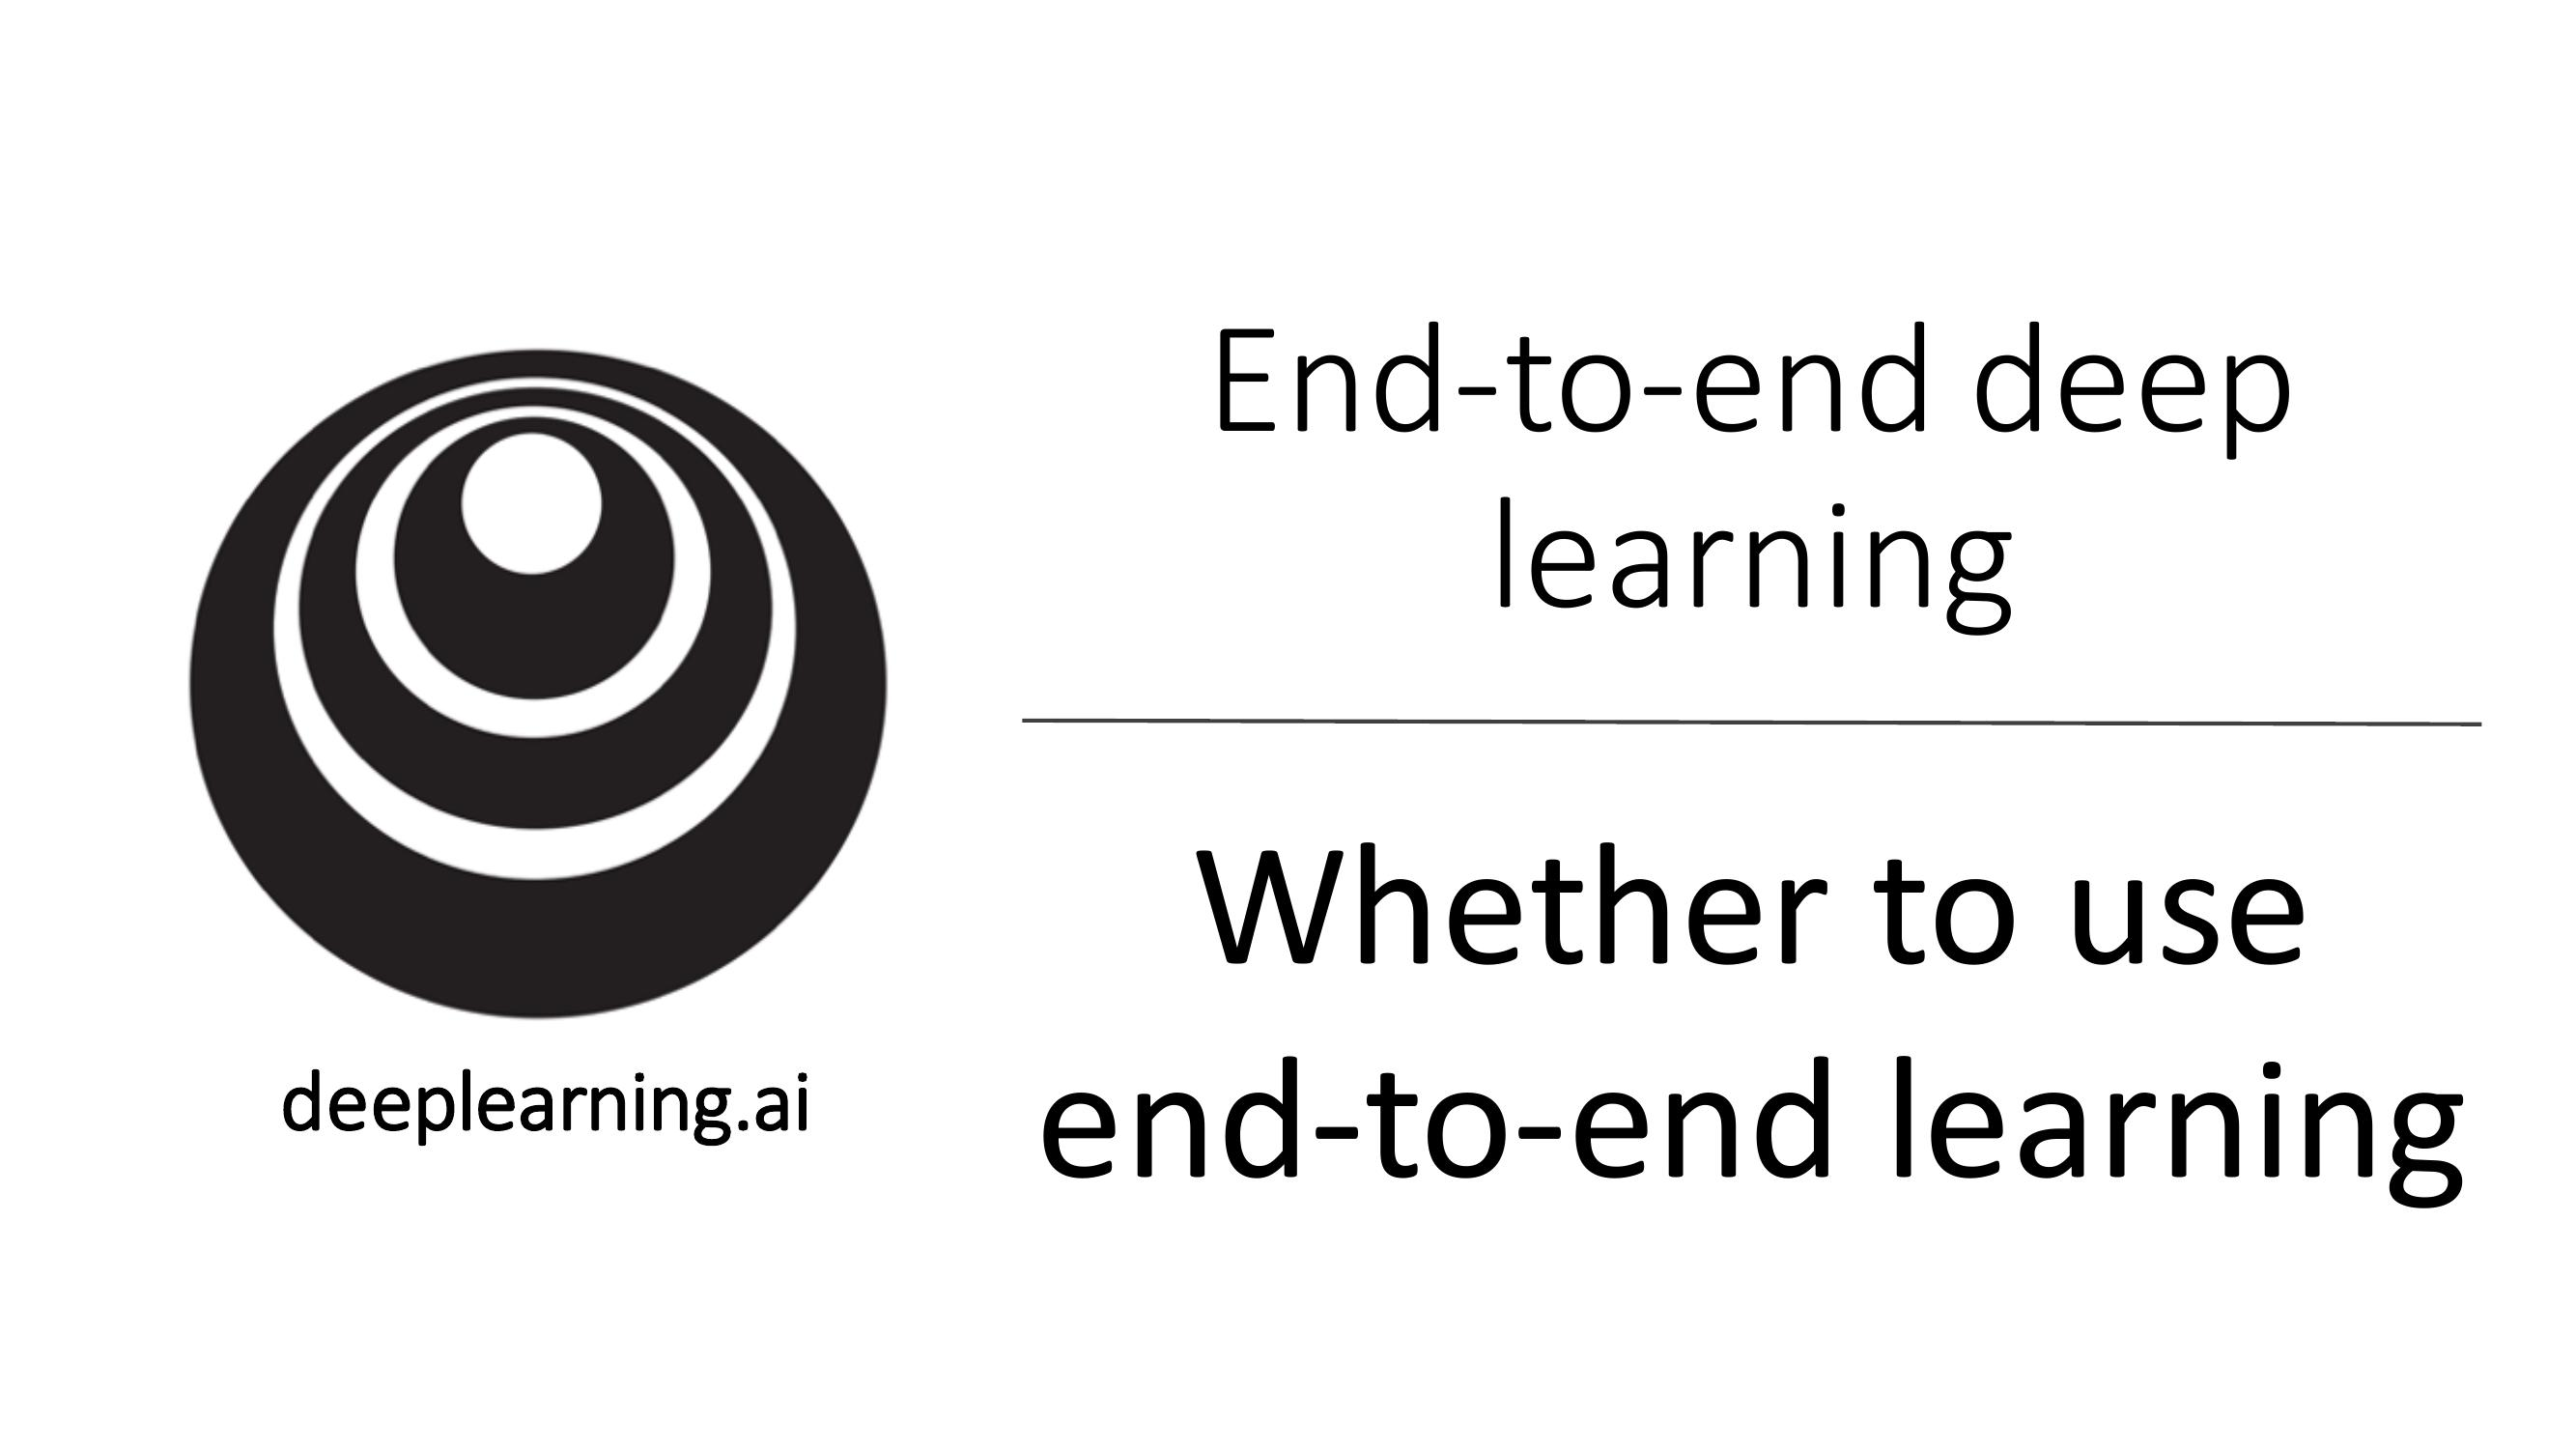 End-to-end deep
learning
Whether to use
end-to-end learning
deeplearning.ai